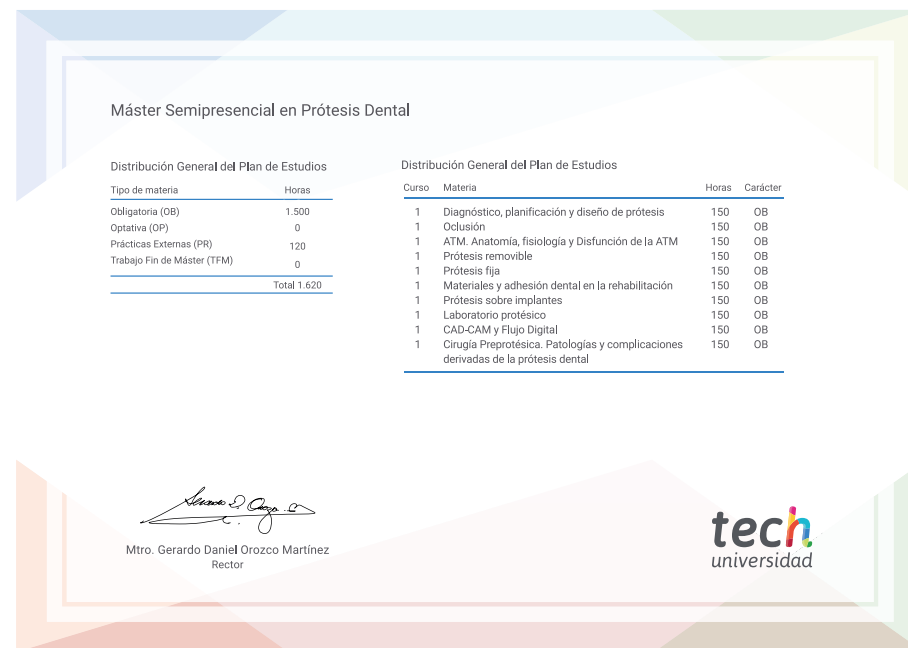 Máster Semipresencial en Prótesis Dental
Distribución General del Plan de Estudios
Tipo de materia Horas
Obligatoria (OB) 1.500
Optativa (OP) 0
Prácticas Externas (PR) 120
Trabajo Fin de Máster (TFM) 0
Total 1.620
Distribución General del Plan de Estudios
Curso Materia Horas Carácter
1 Diagnóstico, planificación y diseño de prótesis 150 OB
1 Oclusión 150 OB
1 ATM. Anatomía, fisiología y Disfunción de la ATM 150 OB
1 Prótesis removible 150 OB
1 Prótesis fija 150 OB
1 Materiales y adhesión dental en la rehabilitación 150 OB
1 Prótesis sobre implantes 150 OB
1 Laboratorio protésico 150 OB
1 CAD-CAM y Flujo Digital 150 OB
1 Cirugía Preprotésica. Patologías y complicaciones 150 OB
derivadas de la prótesis dental
Mtro. Gerardo Daniel Orozco Martínez
Rector
tech
universidad